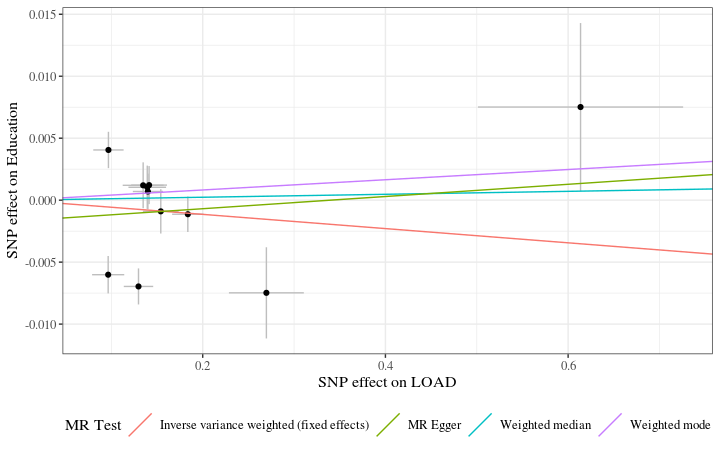 0.015
0.010
0.005
0.000
-0.005
-0.010
SNP effect on Education
0.2 0.4 0.6
SNP effect on LOAD
MR Test Inverse variance weighted (fixed effects) MR Egger Weighted median Weighted mode